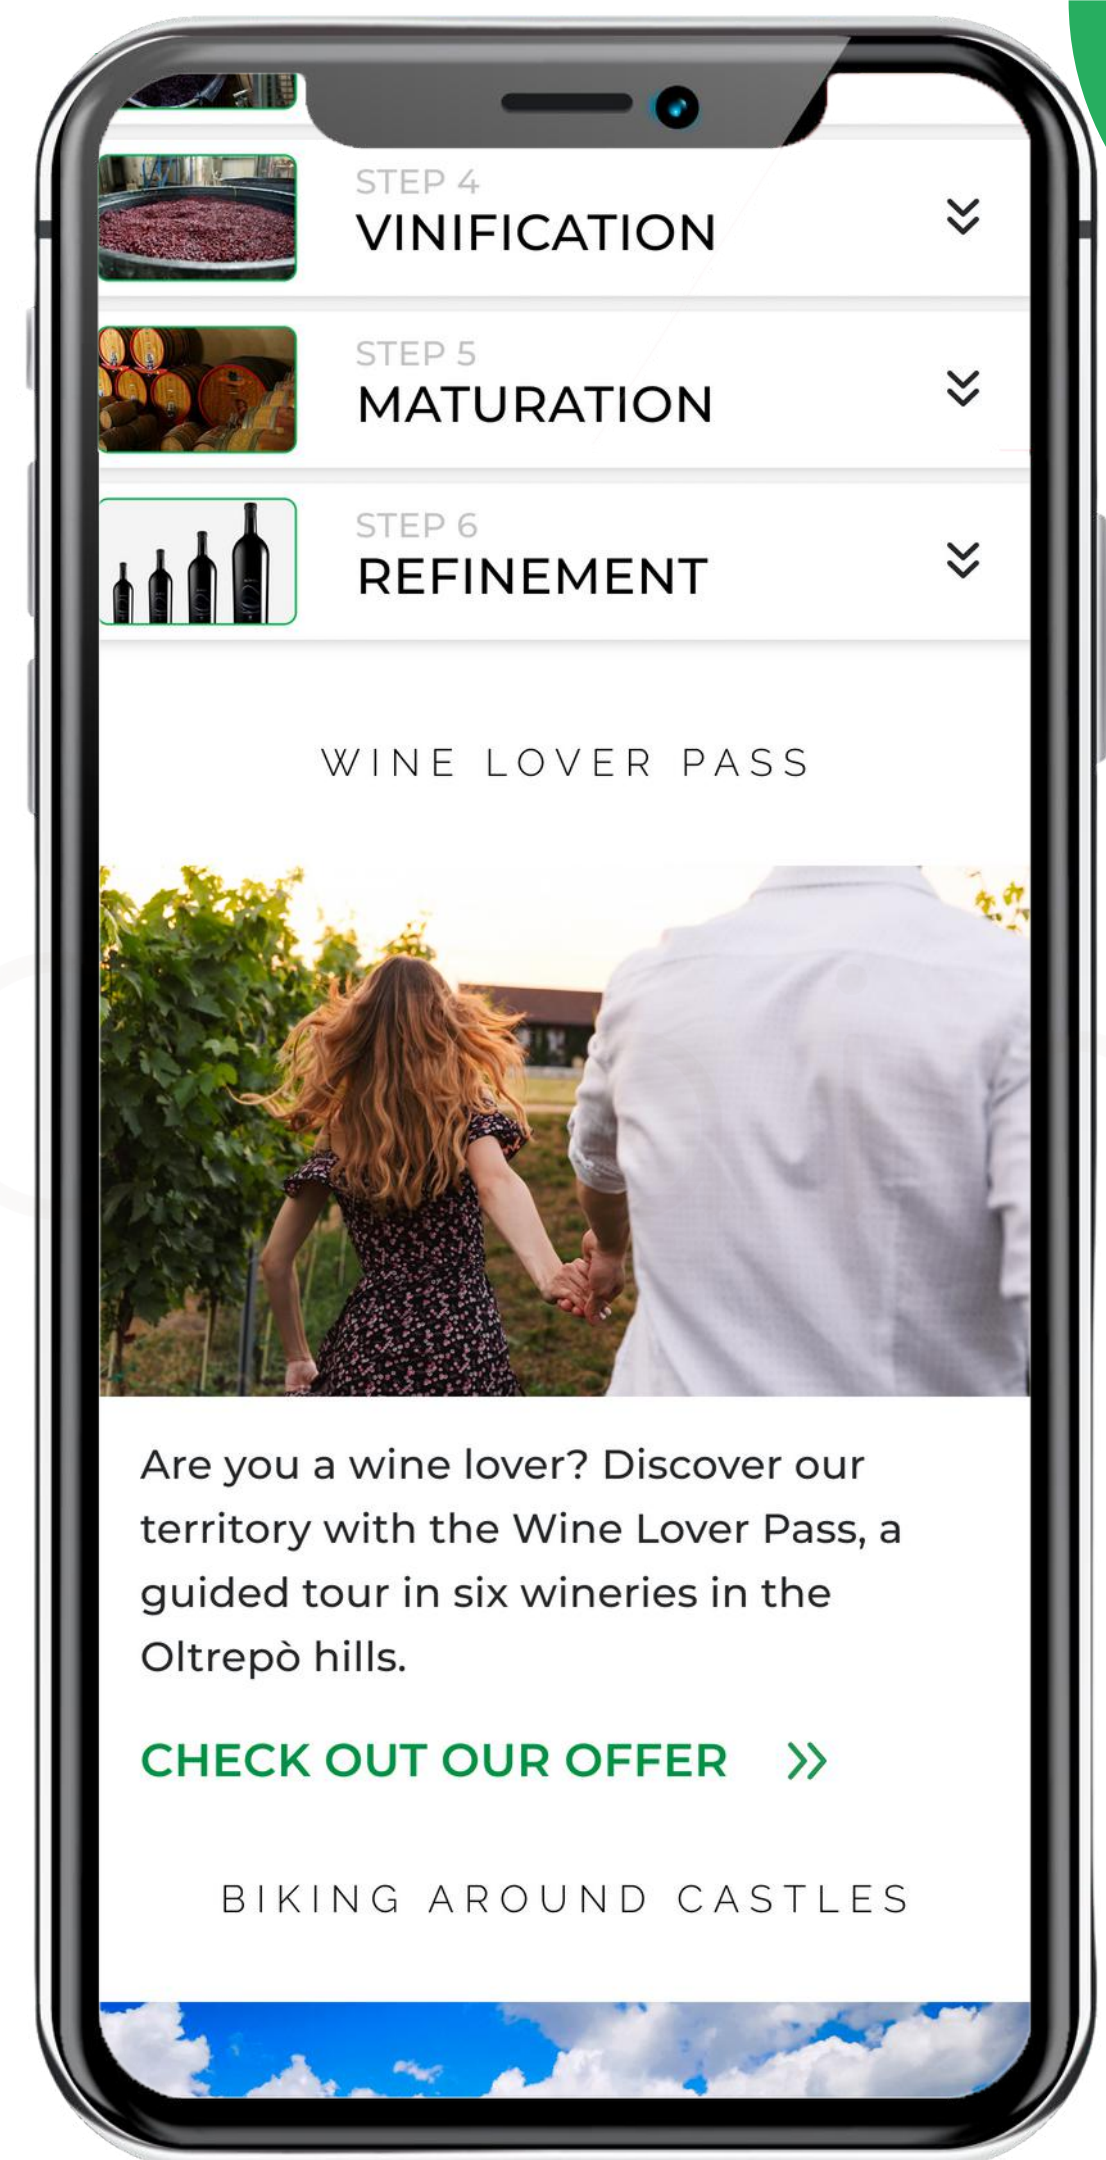 STEP 4
VINIFICATION
STEP 5
MATURATION
STEP 6
REFINEMENT
WINE LOVER PASS
Are you a wine lover? Discover our
territory with the Wine Lover Pass, a
guided tour in six wineries in the
Oltrepò hills.
CHECK OUT OUR OFFER
BIKING AROUND CASTLES